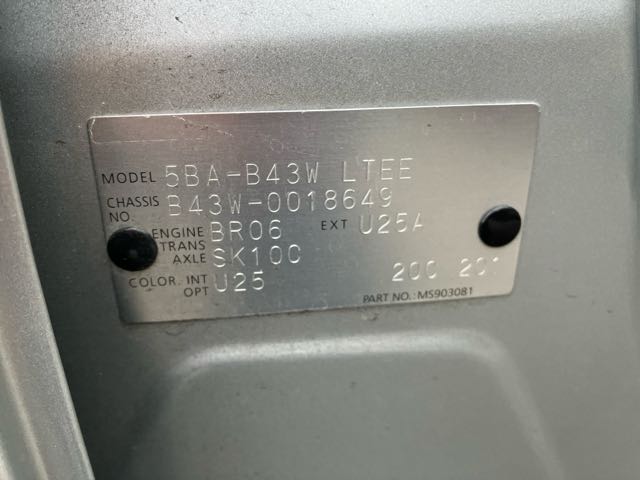 MODEL 5BA-B43W LTEE
CHASSIS NO. B43W-0018649
ENGINE BR06 EXT U25A
TRANS AXLE SK10C
COLOR. INT U25 200 201
OPT
PART NO.: MS903081